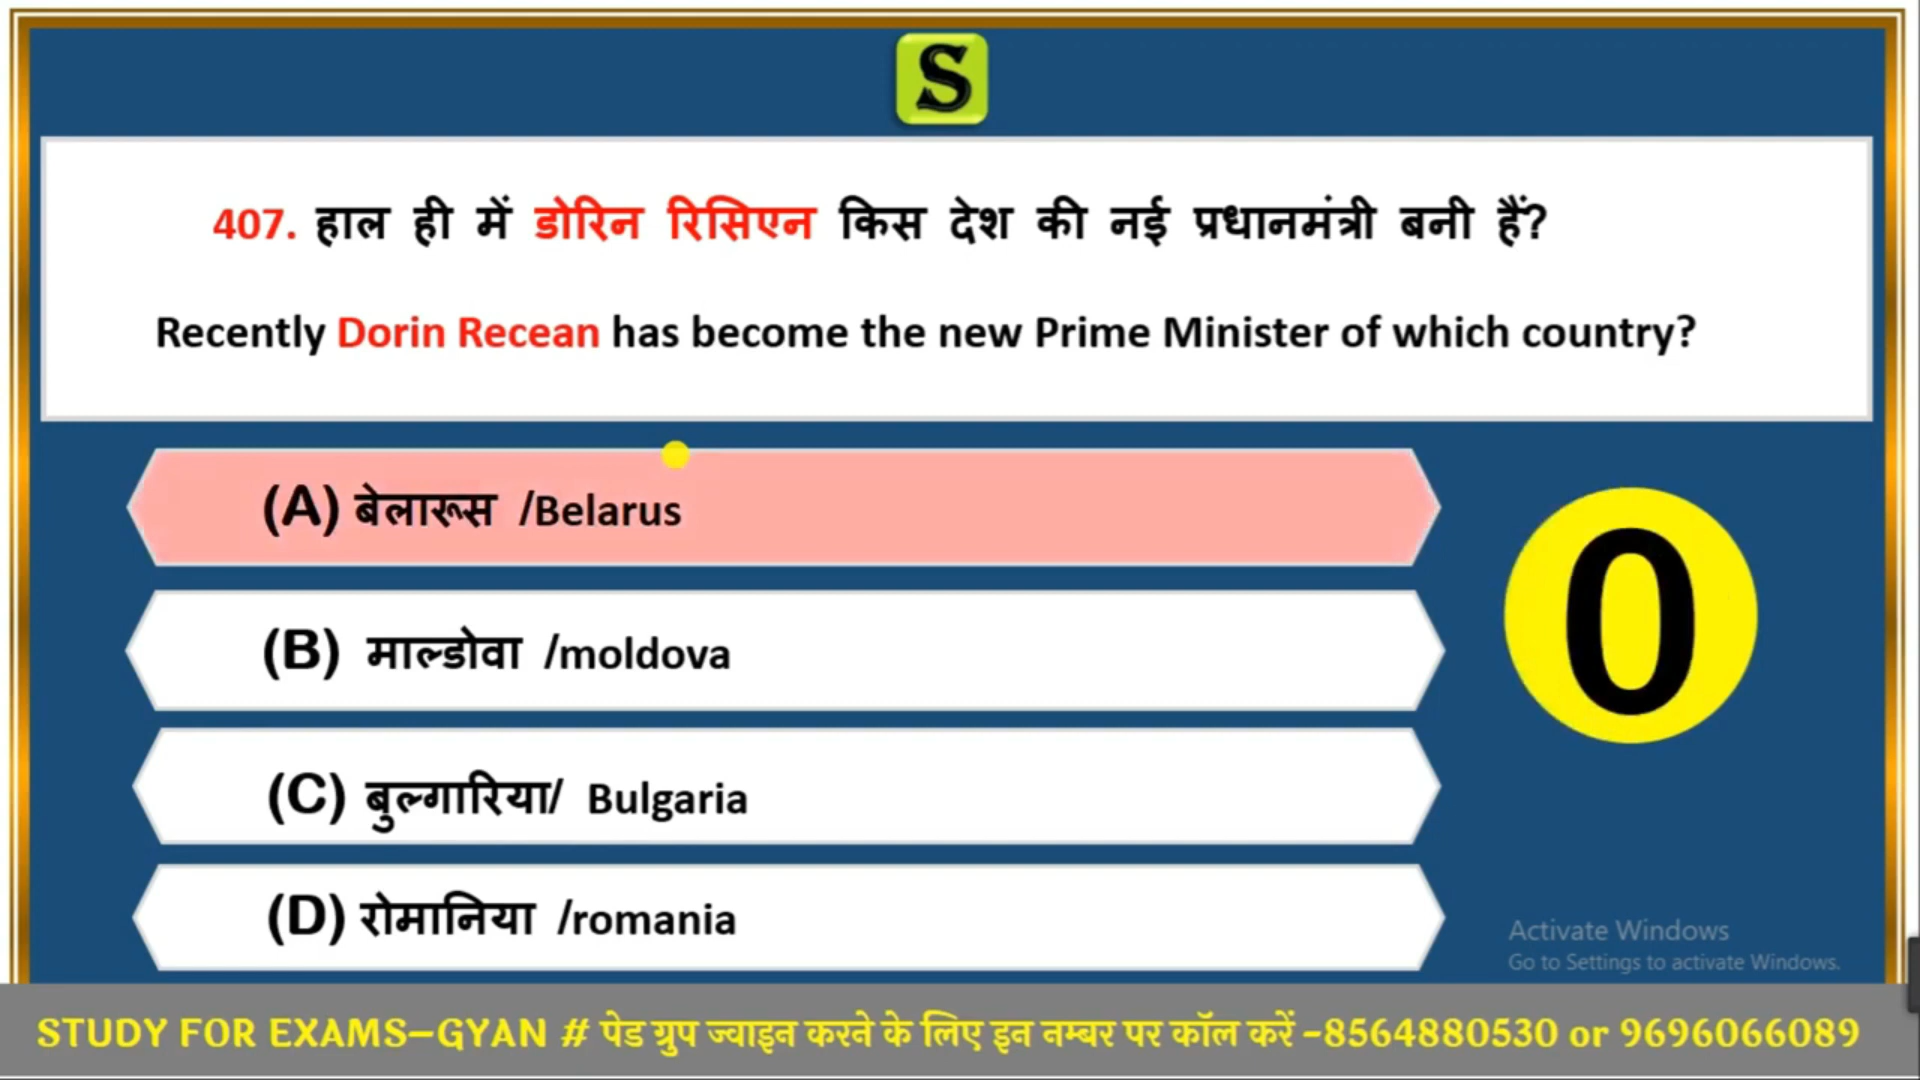 S
407. हाल ही में डोरिन रिसिएन किस देश की नई प्रधानमंत्री बनी हैं?
Recently Dorin Recean has become the new Prime Minister of which country?
(A) बेलारूस /Belarus
(B) माल्डोवा /moldova
(C) बुल्गारिया/ Bulgaria
(D) रोमानिया /romania
0
Activate Windows
Go to Settings to activate Windows.
STUDY FOR EXAMS–GYAN # पेड ग्रुप ज्वाइन करने के लिए इन नम्बर पर कॉल करें –8564880530 or 9696066089